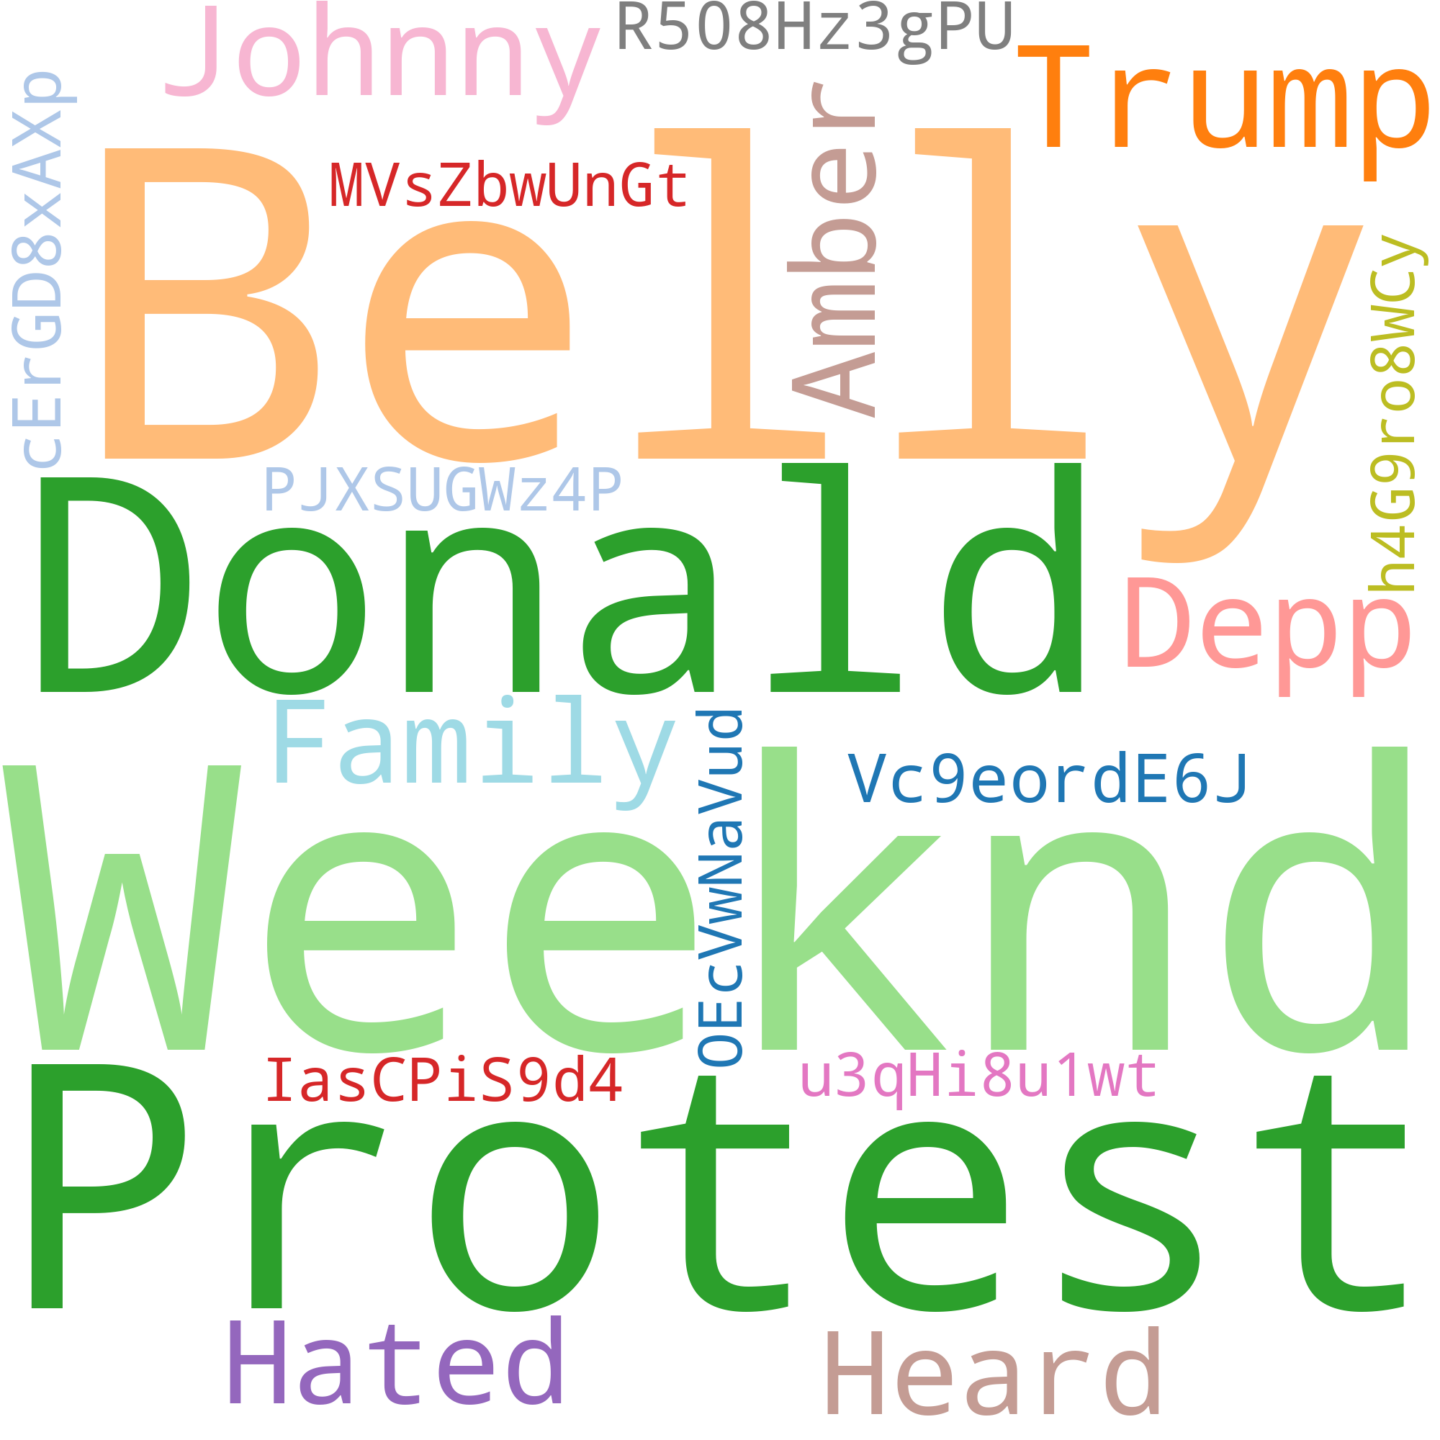 Johnny
R508Hz3gPU
Trump
cErGD8xAXp
MVsZbwUnGt
Amber
Belly
h4G9ro8WCy
PJXSUGWz4P
Donald
Depp
Family
OEcVwNaVud
Vc9eordE6J
Weeknd
IasCPiS9d4
u3qHi8u1wt
Protest
Hated
Heard